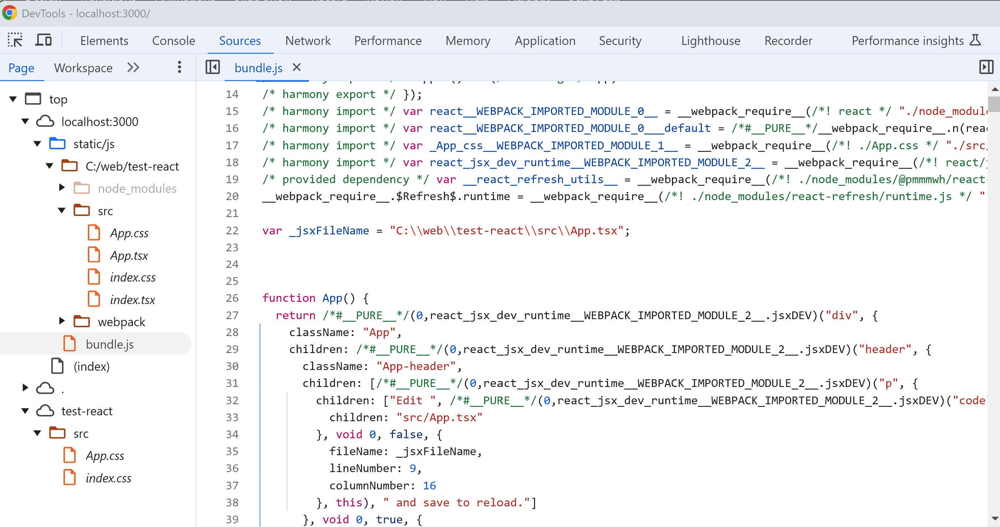 DevTools - localhost:3000/
Elements Console Sources Network Performance Memory Application Security Lighthouse Recorder Performance insights
Page Workspace bundle.js
top
localhost:3000
static/js
C:/web/test-react
node_modules
src
App.css
App.tsx
index.css
index.tsx
webpack
bundle.js
(index)
.
test-react
src
App.css
index.css
14 /* harmony export */ });
15 /* harmony import */ var react__WEBPACK_IMPORTED_MODULE_0__ = __webpack_require__(/*! react */ "./node_module
16 /* harmony import */ var react__WEBPACK_IMPORTED_MODULE_0___default = /*#__PURE__*/__webpack_require__.n(rea
17 /* harmony import */ var _App_css__WEBPACK_IMPORTED_MODULE_1__ = __webpack_require__(/*! ./App.css */ "./src/
18 /* harmony import */ var react_jsx_dev_runtime__WEBPACK_IMPORTED_MODULE_2__ = __webpack_require__(/*! react/
19 /* provided dependency */ var __react_refresh_utils__ = __webpack_require__(/*! ./node_modules/@pmmmwh/react-
20 __webpack_require__.$Refresh$.runtime = __webpack_require__(/*! ./node_modules/react-refresh/runtime.js */ "
21
22 var _jsxFileName = "C:\\web\\test-react\\src\\App.tsx";
23
24
25
26 function App() {
27 return /*#__PURE__*/(0,react_jsx_dev_runtime__WEBPACK_IMPORTED_MODULE_2__.jsxDEV)("div", {
28 className: "App",
29 children: /*#__PURE__*/(0,react_jsx_dev_runtime__WEBPACK_IMPORTED_MODULE_2__.jsxDEV)("header", {
30 className: "App-header",
31 children: [/*#__PURE__*/(0,react_jsx_dev_runtime__WEBPACK_IMPORTED_MODULE_2__.jsxDEV)("p", {
32 children: ["Edit ", /*#__PURE__*/(0,react_jsx_dev_runtime__WEBPACK_IMPORTED_MODULE_2__.jsxDEV)("code"
33 children: "src/App.tsx"
34 }, void 0, false, {
35 fileName: _jsxFileName,
36 lineNumber: 9,
37 columnNumber: 16
38 }, this), " and save to reload."]
39 }, void 0, true, {